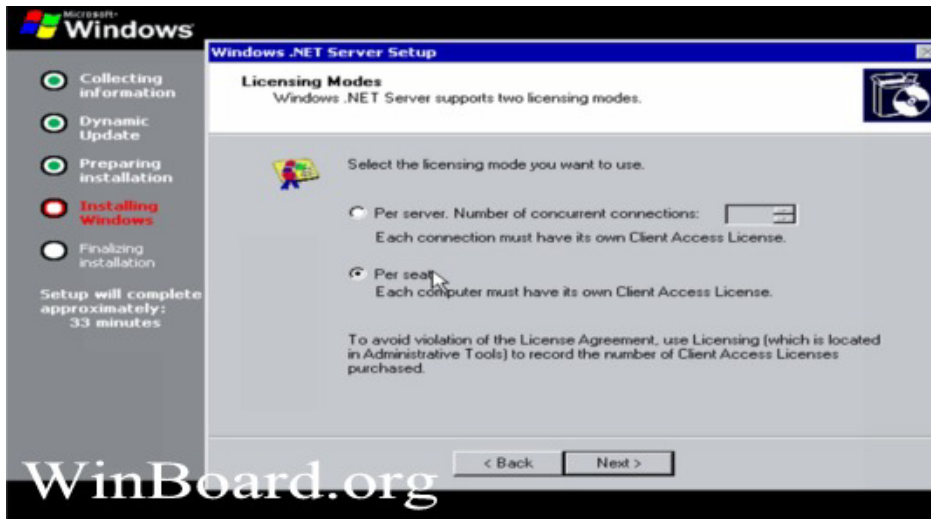 Microsoft
Windows
Windows .NET Server Setup
Collecting
information
Dynamic
Update
Preparing
installation
Installing
Windows
Finalizing
installation
Setup will complete
approximately:
33 minutes
Licensing Modes
Windows .NET Server supports two licensing modes.
Select the licensing mode you want to use.
Per server. Number of concurrent connections:
Each connection must have its own Client Access License.
Per seat
Each computer must have its own Client Access License.
To avoid violation of the License Agreement, use Licensing (which is located
in Administrative Tools) to record the number of Client Access Licenses
purchased.
< Back
Next >
WinBoard.org